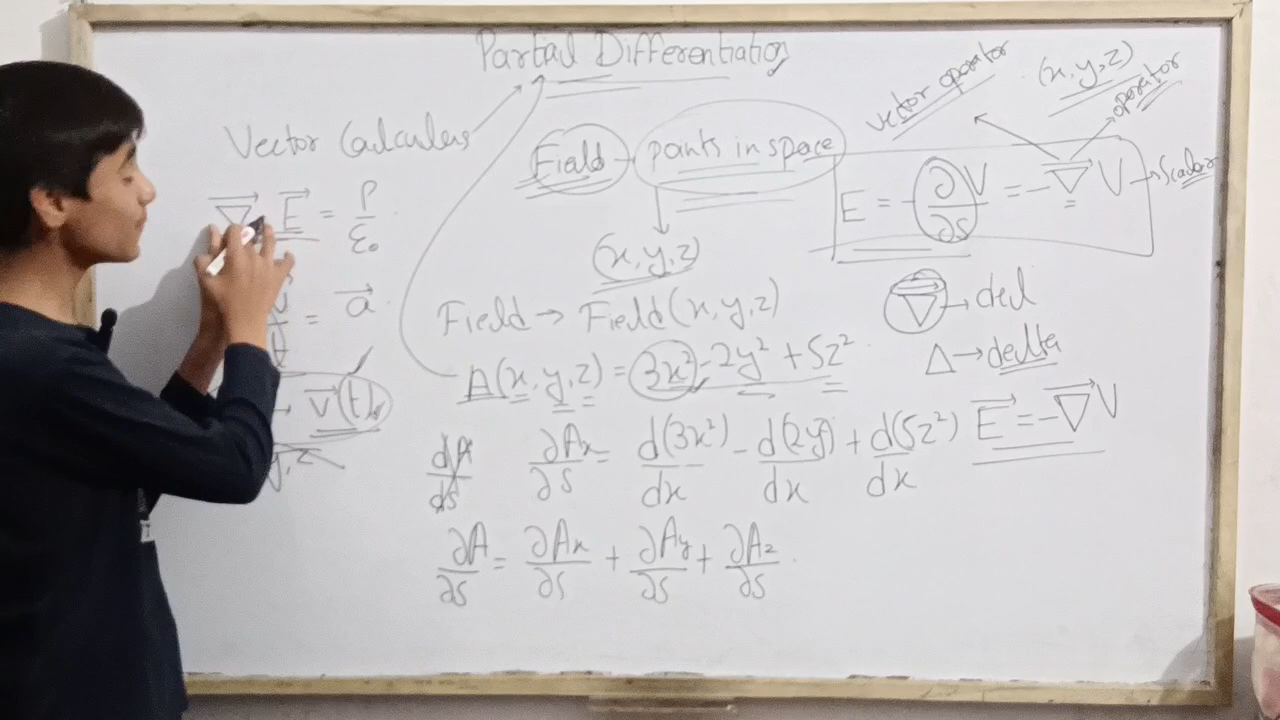 Partial Differentiation
Vector Calculus
∇⃗ E⃗ = ρ/ε₀
= a⃗
v⃗(t)
Field - points in space
(x,y,z)
Field → Field(x,y,z)
A(x,y,z) = 3x² - 2y² + 5z²
dA/ds ∂Ax/∂s = d(3x²)/dx - d(2y)/dx + d(5z²)/dx
∂A/∂s = ∂Ax/∂s + ∂Ay/∂s + ∂Az/∂s
vector operator
(x,y,z)
operator
E = -∂V/∂s = -∇⃗V → Scalar
∇ → del
Δ → delta
E⃗ = -∇⃗V